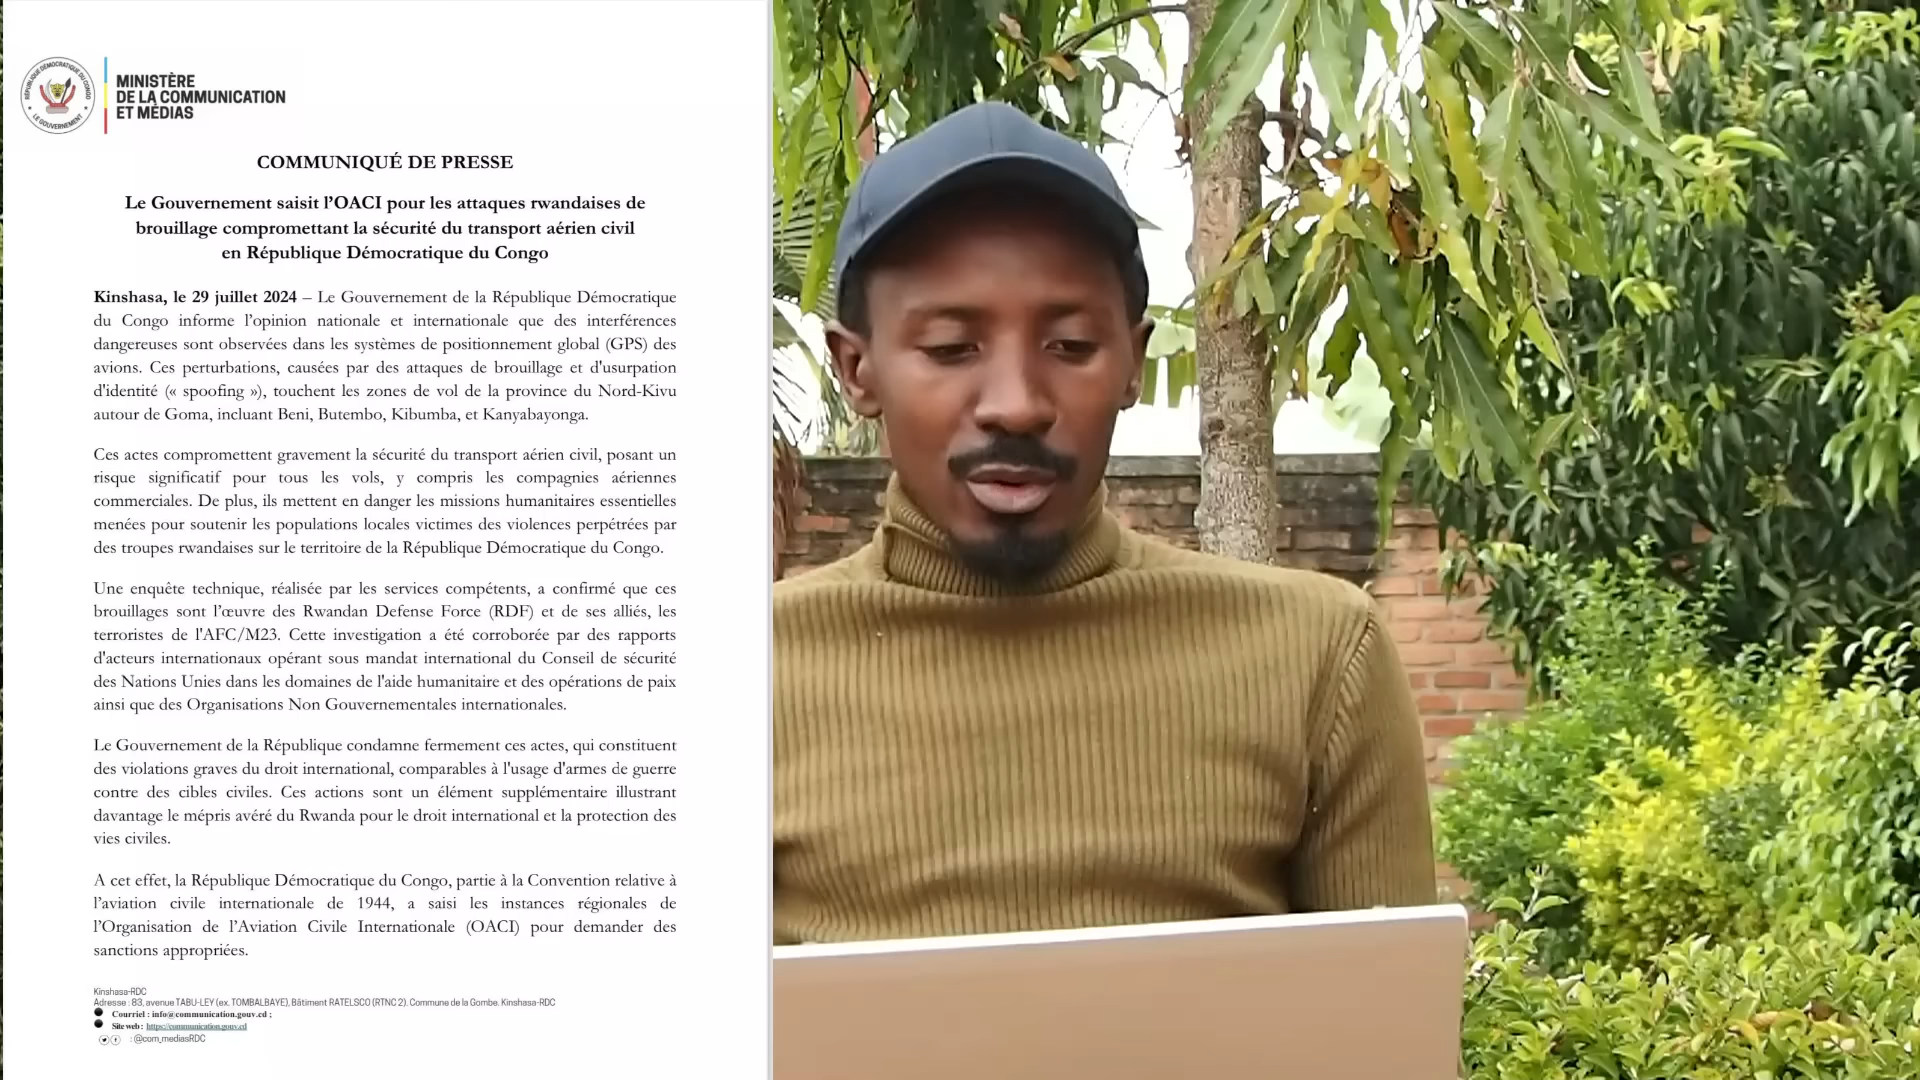 RÉPUBLIQUE DÉMOCRATIQUE DU CONGO
LE GOUVERNEMENT
MINISTÈRE
DE LA COMMUNICATION
ET MÉDIAS
COMMUNIQUÉ DE PRESSE
Le Gouvernement saisit l’OACI pour les attaques rwandaises de
brouillage compromettant la sécurité du transport aérien civil
en République Démocratique du Congo
Kinshasa, le 29 juillet 2024 – Le Gouvernement de la République Démocratique
du Congo informe l’opinion nationale et internationale que des interférences
dangereuses sont observées dans les systèmes de positionnement global (GPS) des
avions. Ces perturbations, causées par des attaques de brouillage et d'usurpation
d'identité (« spoofing »), touchent les zones de vol de la province du Nord-Kivu
autour de Goma, incluant Beni, Butembo, Kibumba, et Kanyabayonga.
Ces actes compromettent gravement la sécurité du transport aérien civil, posant un
risque significatif pour tous les vols, y compris les compagnies aériennes
commerciales. De plus, ils mettent en danger les missions humanitaires essentielles
menées pour soutenir les populations locales victimes des violences perpétrées par
des troupes rwandaises sur le territoire de la République Démocratique du Congo.
Une enquête technique, réalisée par les services compétents, a confirmé que ces
brouillages sont l’œuvre des Rwandan Defense Force (RDF) et de ses alliés, les
terroristes de l'AFC/M23. Cette investigation a été corroborée par des rapports
d'acteurs internationaux opérant sous mandat international du Conseil de sécurité
des Nations Unies dans les domaines de l'aide humanitaire et des opérations de paix
ainsi que des Organisations Non Gouvernementales internationales.
Le Gouvernement de la République condamne fermement ces actes, qui constituent
des violations graves du droit international, comparables à l'usage d'armes de guerre
contre des cibles civiles. Ces actions sont un élément supplémentaire illustrant
davantage le mépris avéré du Rwanda pour le droit international et la protection des
vies civiles.
A cet effet, la République Démocratique du Congo, partie à la Convention relative à
l’aviation civile internationale de 1944, a saisi les instances régionales de
l’Organisation de l’Aviation Civile Internationale (OACI) pour demander des
sanctions appropriées.
Kinshasa-RDC
Adresse : 83, avenue TABU-LEY (ex. TOMBALBAYE), Bâtiment RATELSCO (RTNC 2). Commune de la Gombe. Kinshasa-RDC
Courriel : info@communication.gouv.cd ;
Site web : https://communication.gouv.cd
: @com_mediasRDC